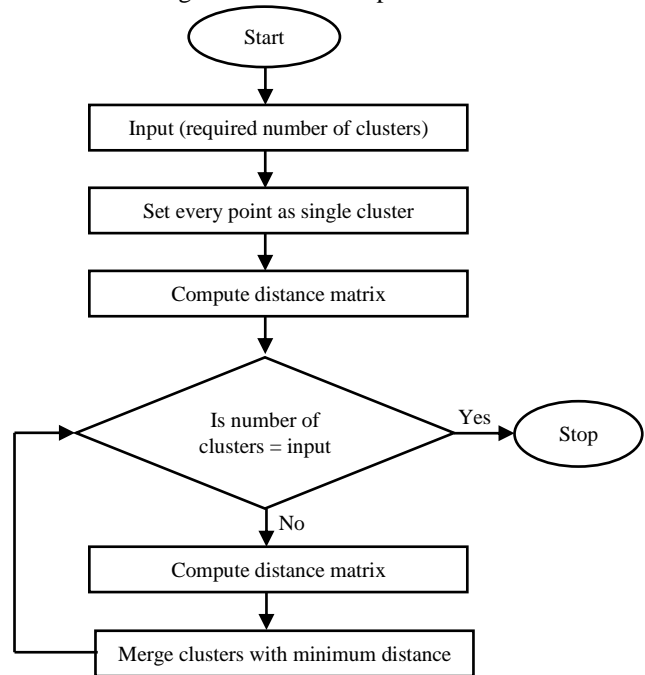 Start
Input (required number of clusters)
Set every point as single cluster
Compute distance matrix
Is number of
clusters = input
Yes
Stop
No
Compute distance matrix
Merge clusters with minimum distance